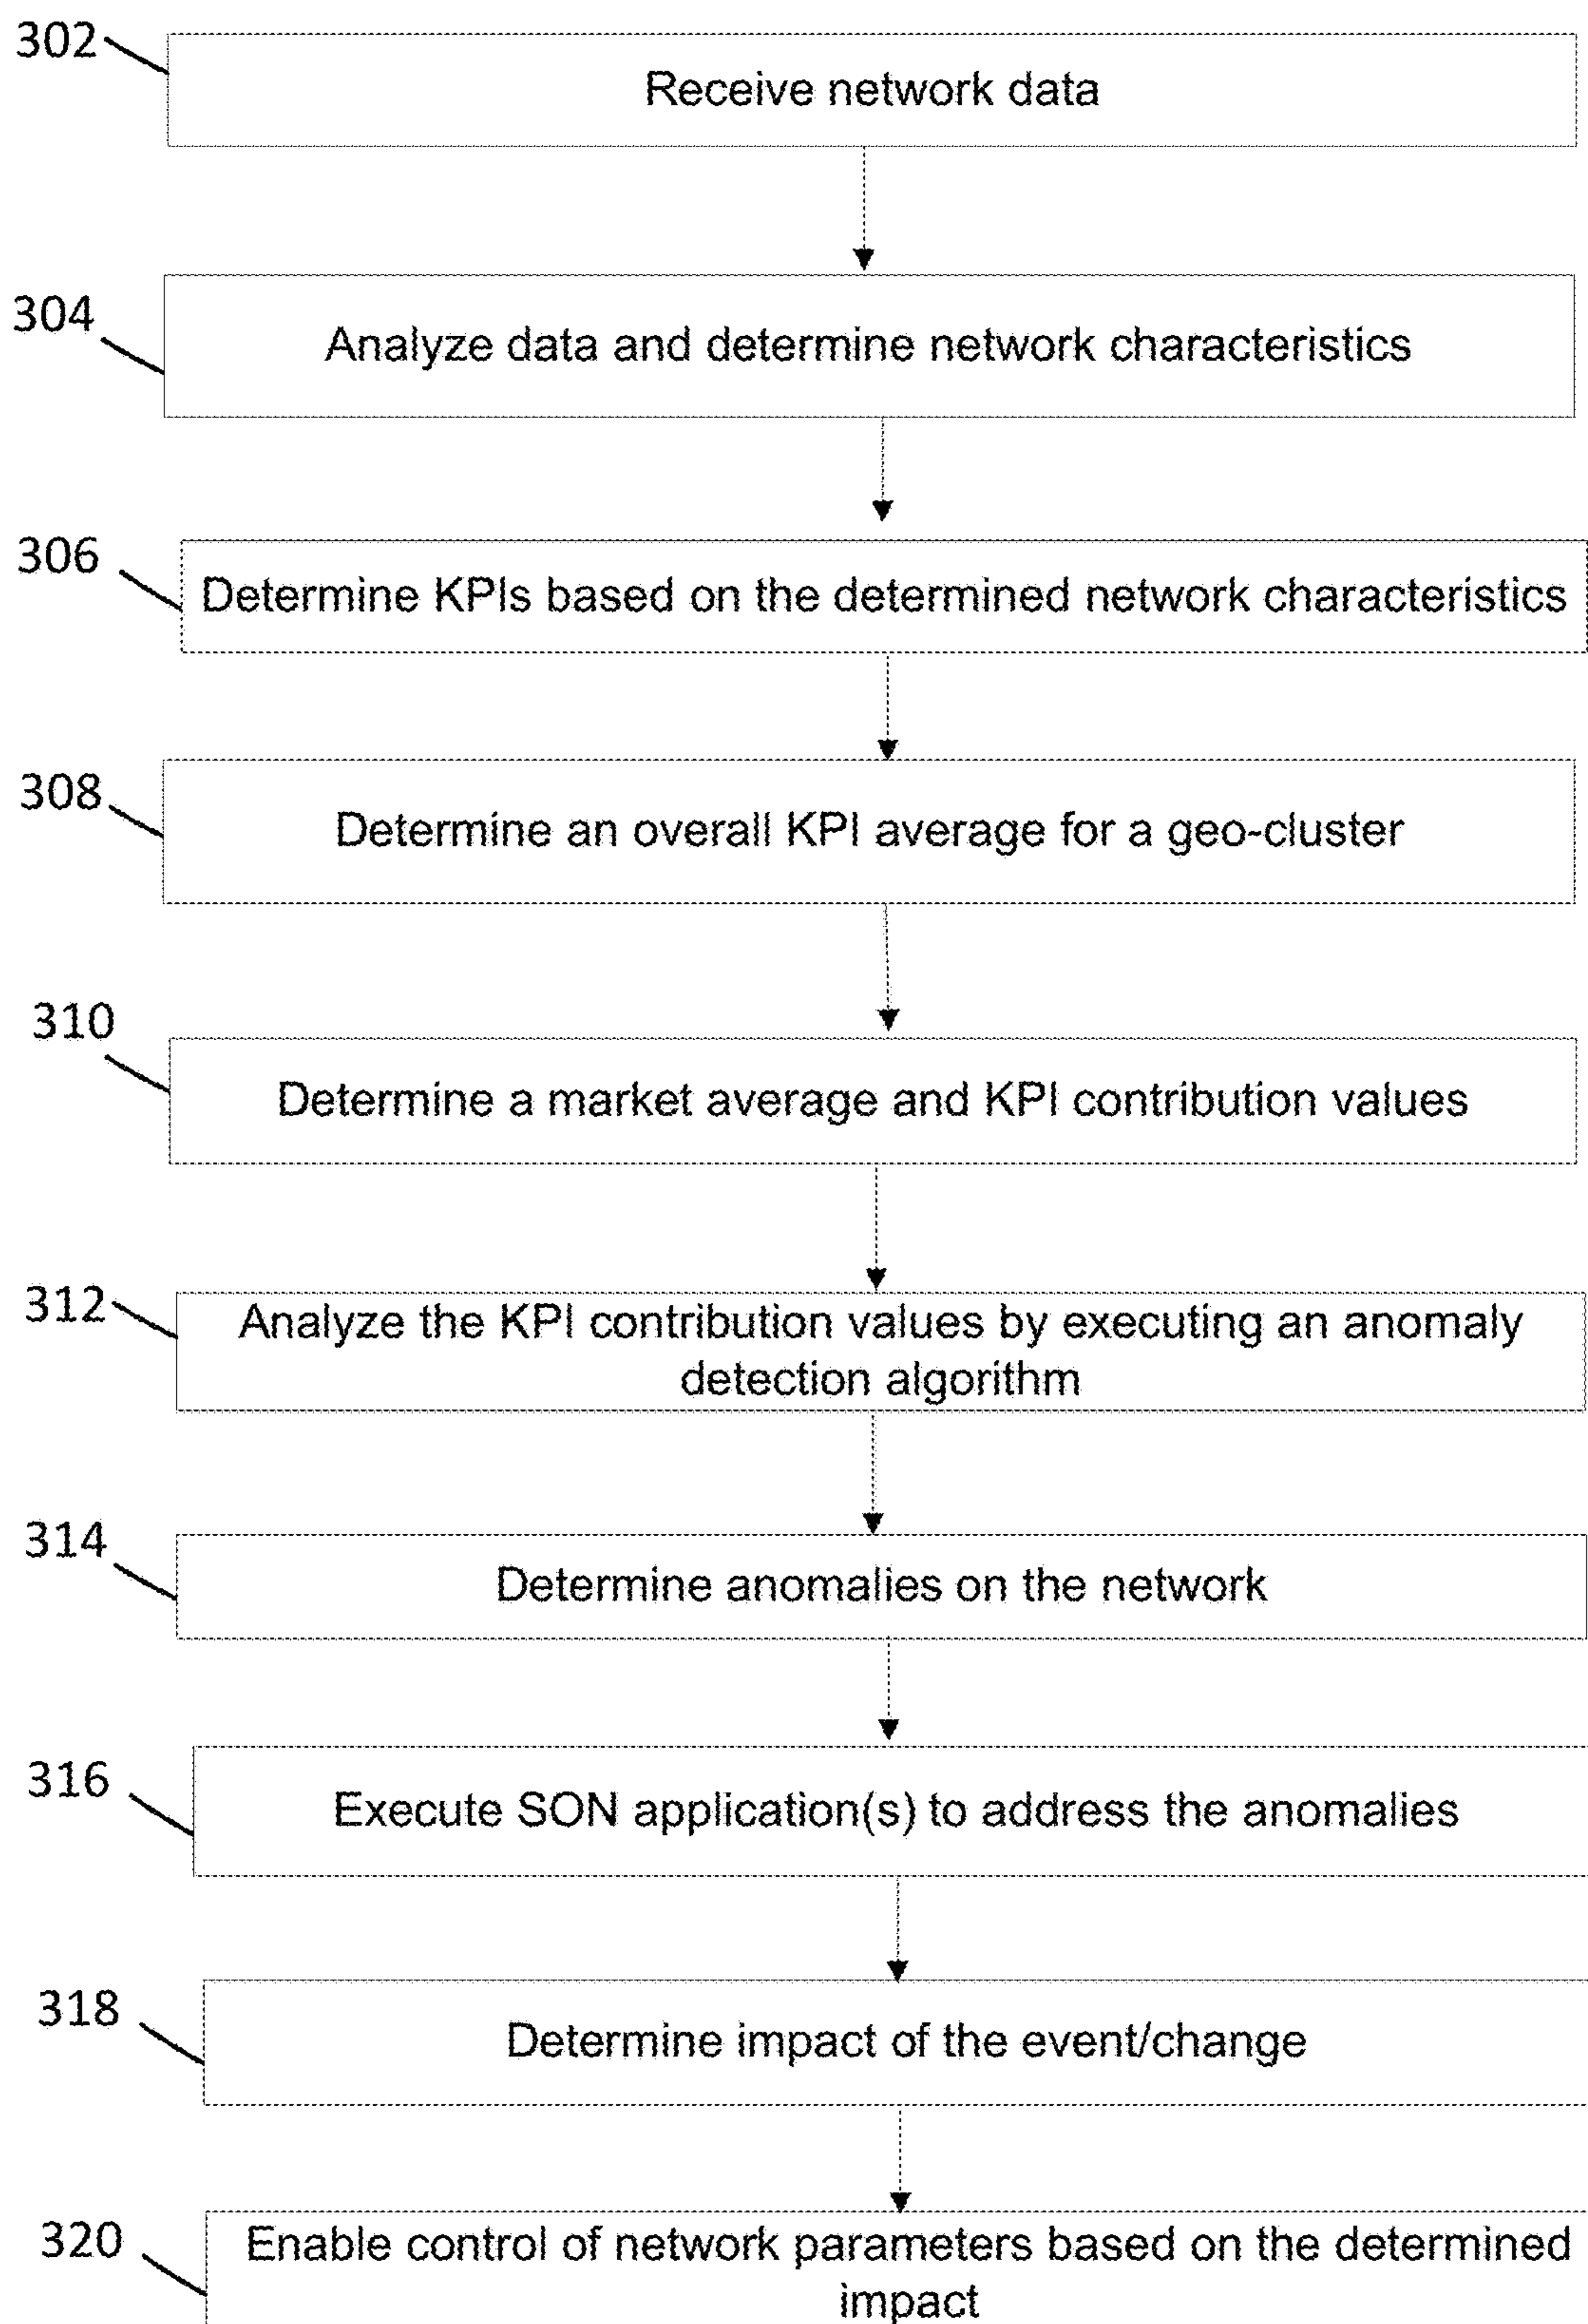 302
Receive network data
304
Analyze data and determine network characteristics
306
Determine KPIs based on the determined network characteristics
308
Determine an overall KPI average for a geo-cluster
310
Determine a market average and KPI contribution values
312
Analyze the KPI contribution values by executing an anomaly
detection algorithm
314
Determine anomalies on the network
316
Execute SON application(s) to address the anomalies
318
Determine impact of the event/change
320
Enable control of network parameters based on the determined
impact